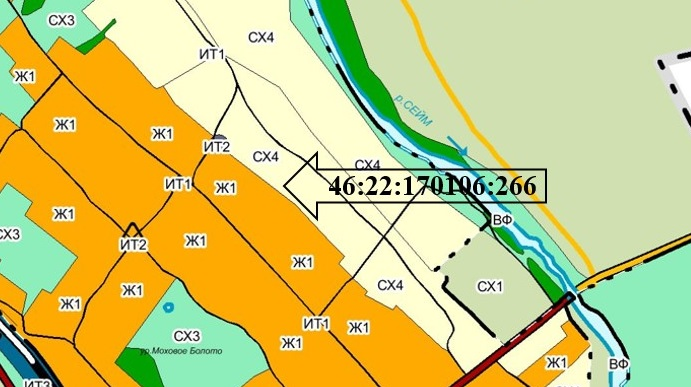 СХ3
СХ4
ИТ1
Ж1
р.СЕЙМ
Ж1
Ж1
ИТ2
СХ4
СХ4
ИТ1
Ж1
46:22:170106:266
Ж1
ВФ
СХ3
ИТ2
Ж1
Ж1
СХ4
СХ1
Ж1
Ж1
ИТ1
Ж1
СХ3
Ж1
ур.Моховое Болото
Ж1
ВФ
ИТ3